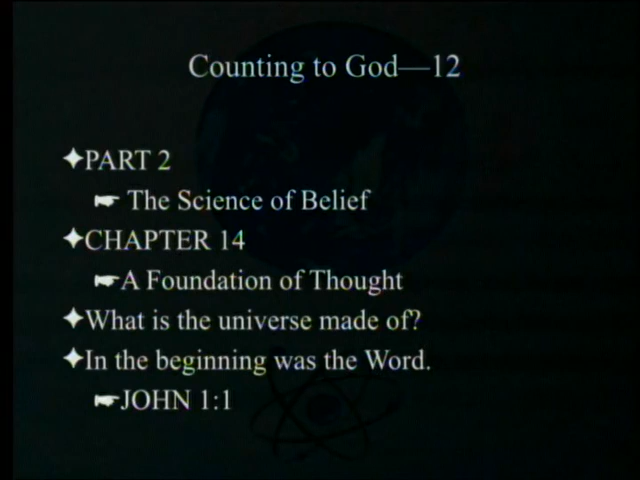 Counting to God—12
PART 2
The Science of Belief
CHAPTER 14
A Foundation of Thought
What is the universe made of?
In the beginning was the Word.
JOHN 1:1